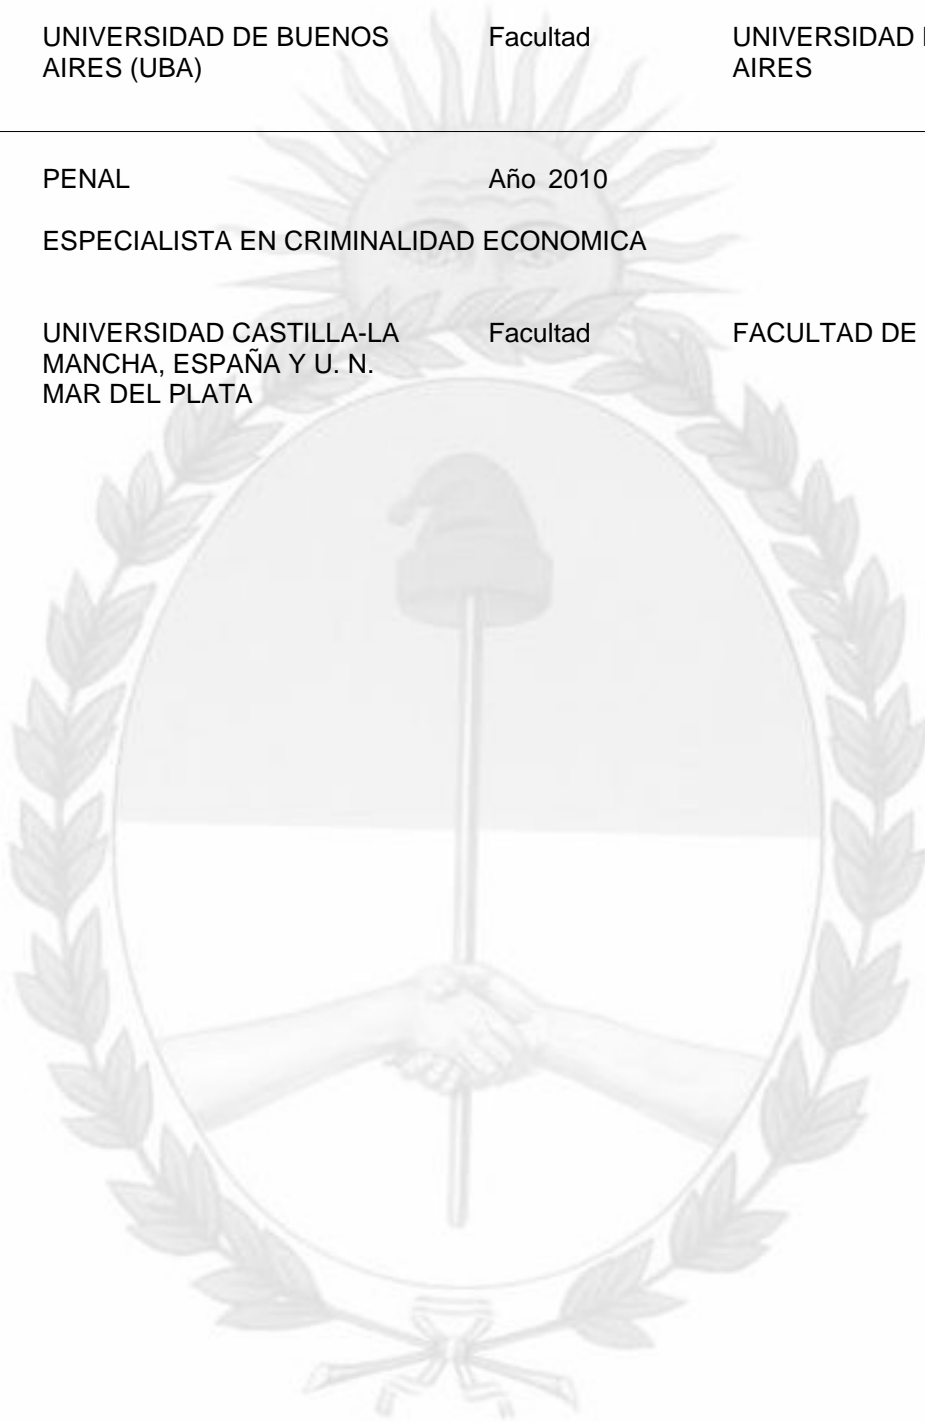 UNIVERSIDAD DE BUENOS Facultad UNIVERSIDAD
AIRES (UBA) AIRES
PENAL Año 2010
ESPECIALISTA EN CRIMINALIDAD ECONOMICA
UNIVERSIDAD CASTILLA-LA Facultad FACULTAD DE
MANCHA, ESPAÑA Y U. N.
MAR DEL PLATA